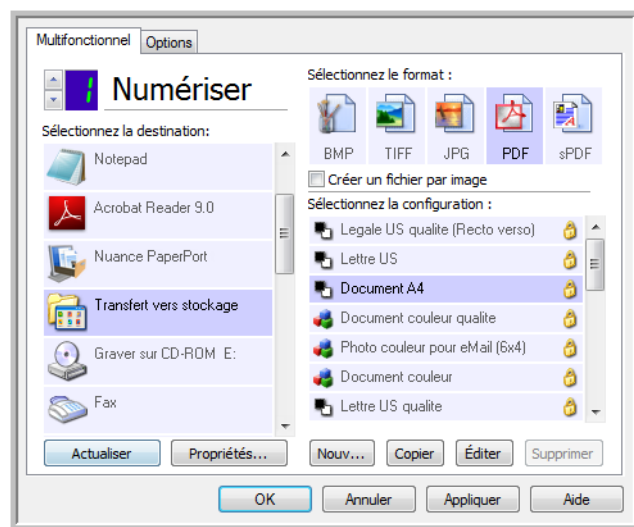 Multifonctionnel
Options
1 Numériser
Sélectionnez la destination:
Notepad
Acrobat Reader 9.0
Nuance PaperPort
Transfert vers stockage
Graver sur CD-ROM E:
Fax
Actualiser
Propriétés...
Sélectionnez le format :
BMP
TIFF
JPG
PDF
sPDF
Créer un fichier par image
Sélectionnez la configuration :
Legale US qualite (Recto verso)
Lettre US
Document A4
Document couleur qualite
Photo couleur pour eMail (6x4)
Document couleur
Lettre US qualite
Nouv...
Copier
Éditer
Supprimer
OK
Annuler
Appliquer
Aide